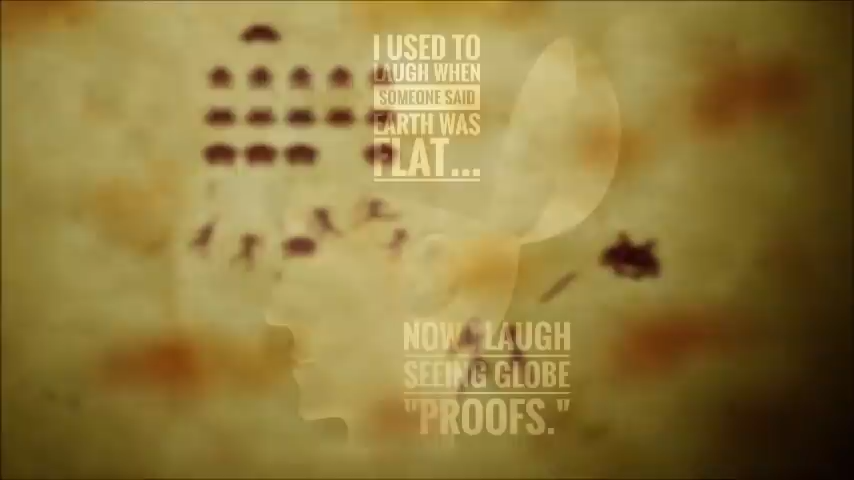 I USED TO
LAUGH WHEN
SOMEONE SAID
EARTH WAS
FLAT...
NOW I LAUGH
SEEING GLOBE
"PROOFS."